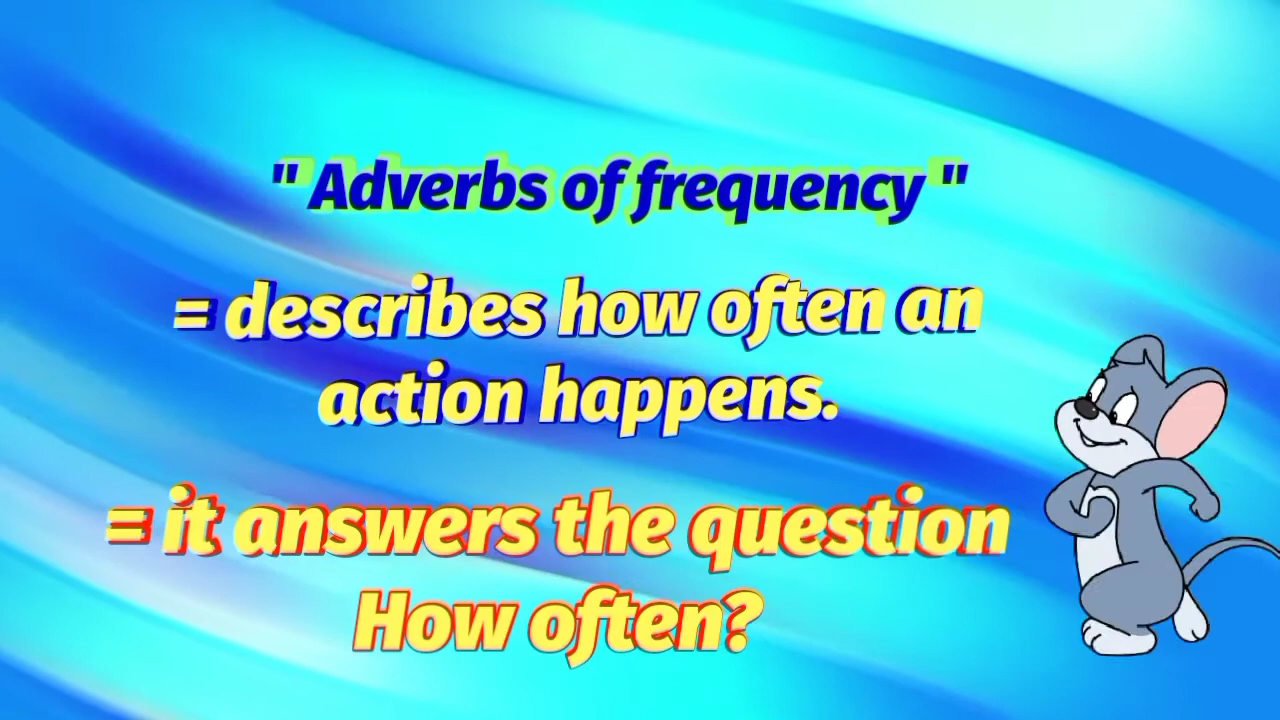 " Adverbs of frequency "
= describes how often an
action happens.
= it answers the question
How often?